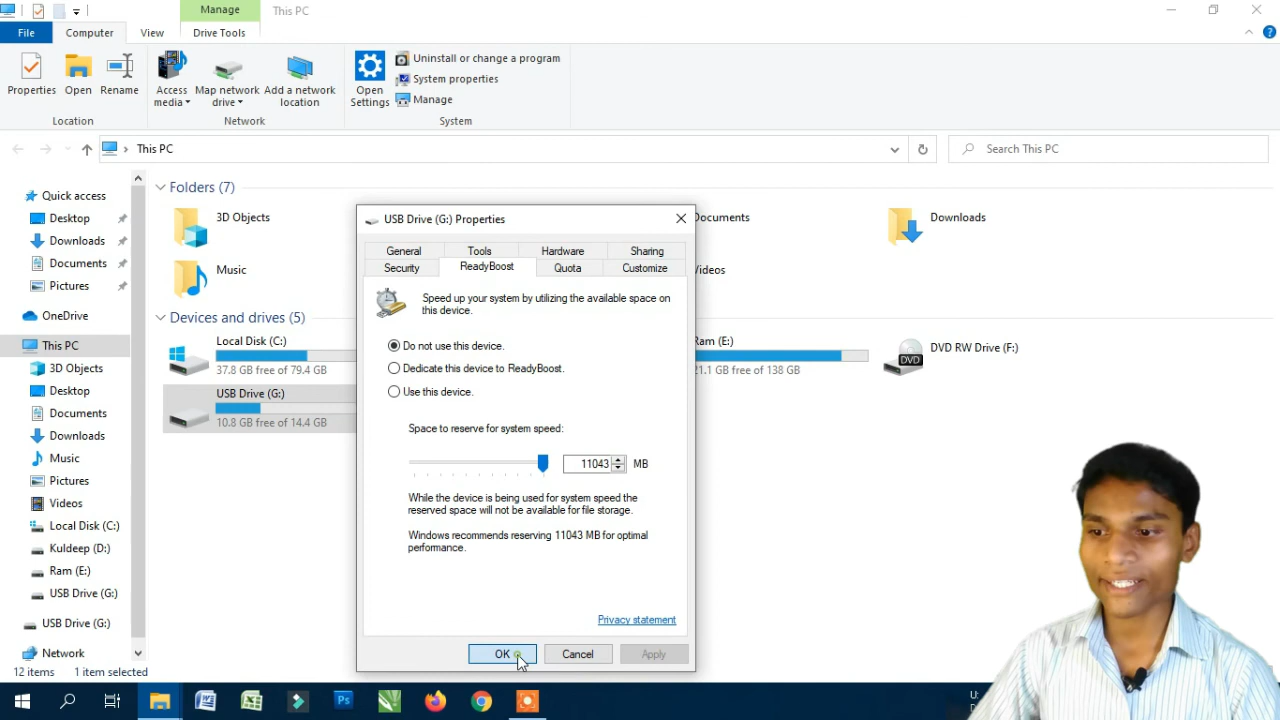 Manage
This PC
File
Computer
View
Drive Tools
Properties
Open
Rename
Location
Access media
Map network drive
Add a network location
Network
Open Settings
Uninstall or change a program
System properties
Manage
System
This PC
Search This PC
Quick access
Desktop
Downloads
Documents
Pictures
OneDrive
This PC
3D Objects
Desktop
Documents
Downloads
Music
Pictures
Videos
Local Disk (C:)
Kuldeep (D:)
Ram (E:)
USB Drive (G:)
USB Drive (G:)
Network
Folders (7)
3D Objects
Documents
Downloads
Music
Videos
Devices and drives (5)
Local Disk (C:)
37.8 GB free of 79.4 GB
Ram (E:)
21.1 GB free of 138 GB
DVD RW Drive (F:)
DVD
USB Drive (G:)
10.8 GB free of 14.4 GB
USB Drive (G:) Properties
General
Tools
Hardware
Sharing
Security
ReadyBoost
Quota
Customize
Speed up your system by utilizing the available space on
this device.
Do not use this device.
Dedicate this device to ReadyBoost.
Use this device.
Space to reserve for system speed:
11043 MB
While the device is being used for system speed the
reserved space will not be available for file storage.
Windows recommends reserving 11043 MB for optimal
performance.
Privacy statement
OK
Cancel
Apply
12 items
1 item selected
Ps
U: